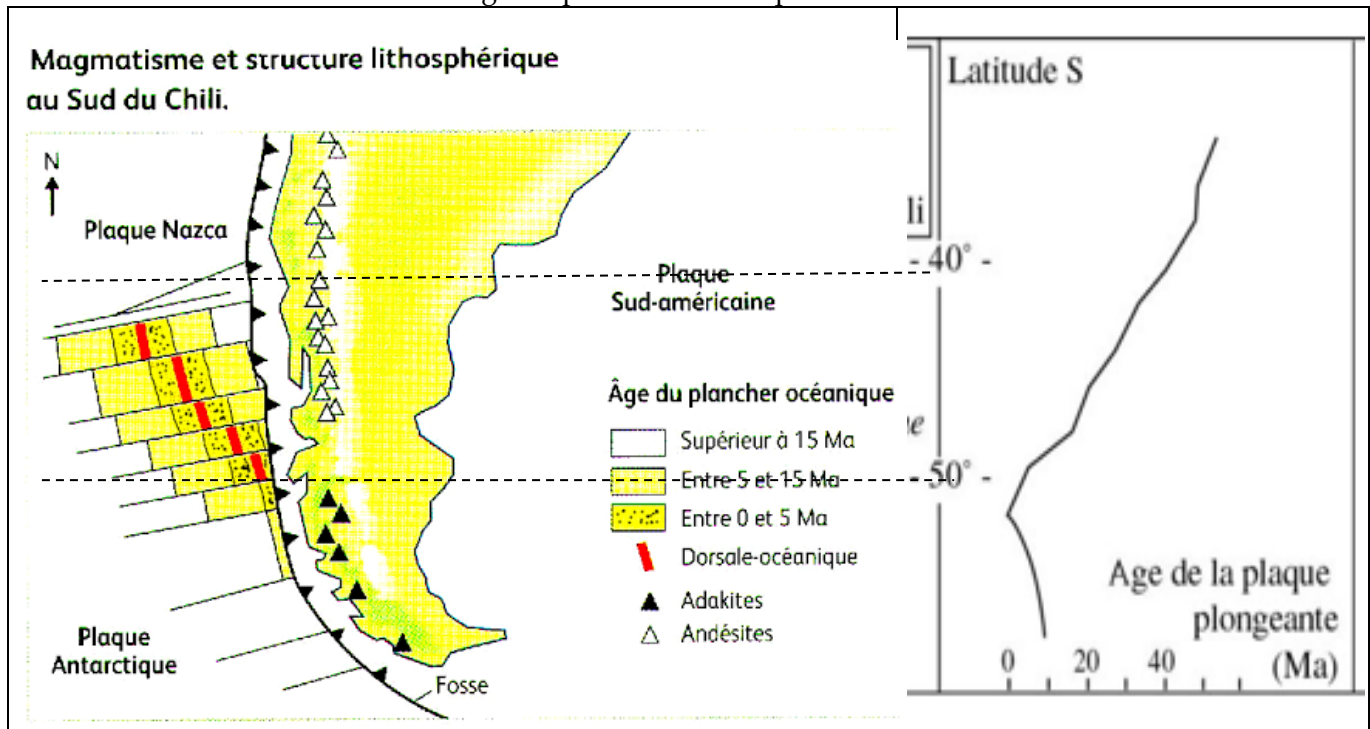 Magmatisme et structure lithosphérique
au Sud du Chili.
N
Plaque Nazca
Plaque
Sud-américaine
Âge du plancher océanique
Supérieur à 15 Ma
Entre 5 et 15 Ma
Entre 0 et 5 Ma
Dorsale-océanique
Adakites
Andésites
Plaque
Antarctique
Fosse
Latitude S
li
- 40° -
e
- 50° -
Age de la plaque
plongeante
(Ma)
0 20 40